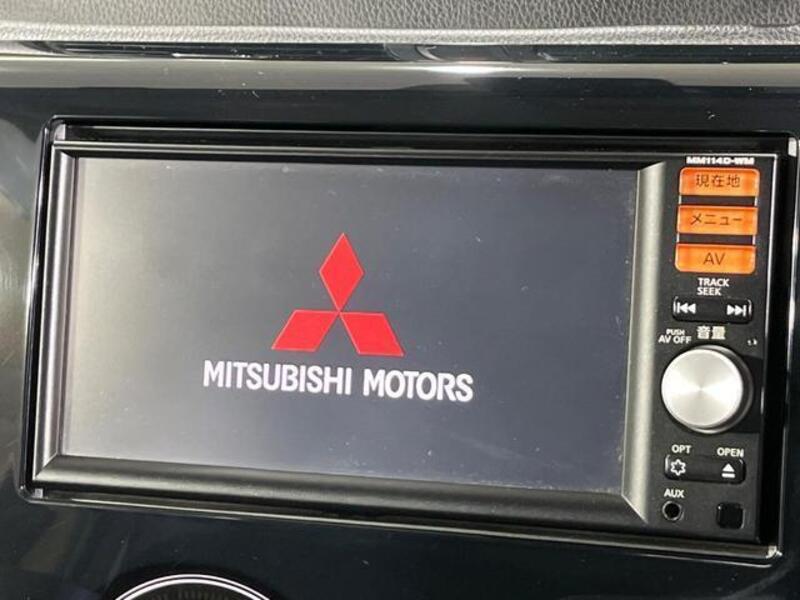 MM114D-WM
現在地
メニュー
AV
TRACK
SEEK
PUSH
AV OFF
音量
MITSUBISHI MOTORS
OPT
OPEN
AUX